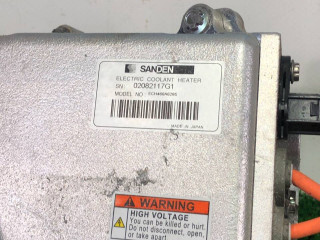 SANDEN
ELECTRIC COOLANT HEATER
SN: 02082117G1
MODEL NO
MADE IN JAPAN
WARNING
HIGH VOLTAGE
You can be killed or hurt.
Do not disassemble, open
or take apart.